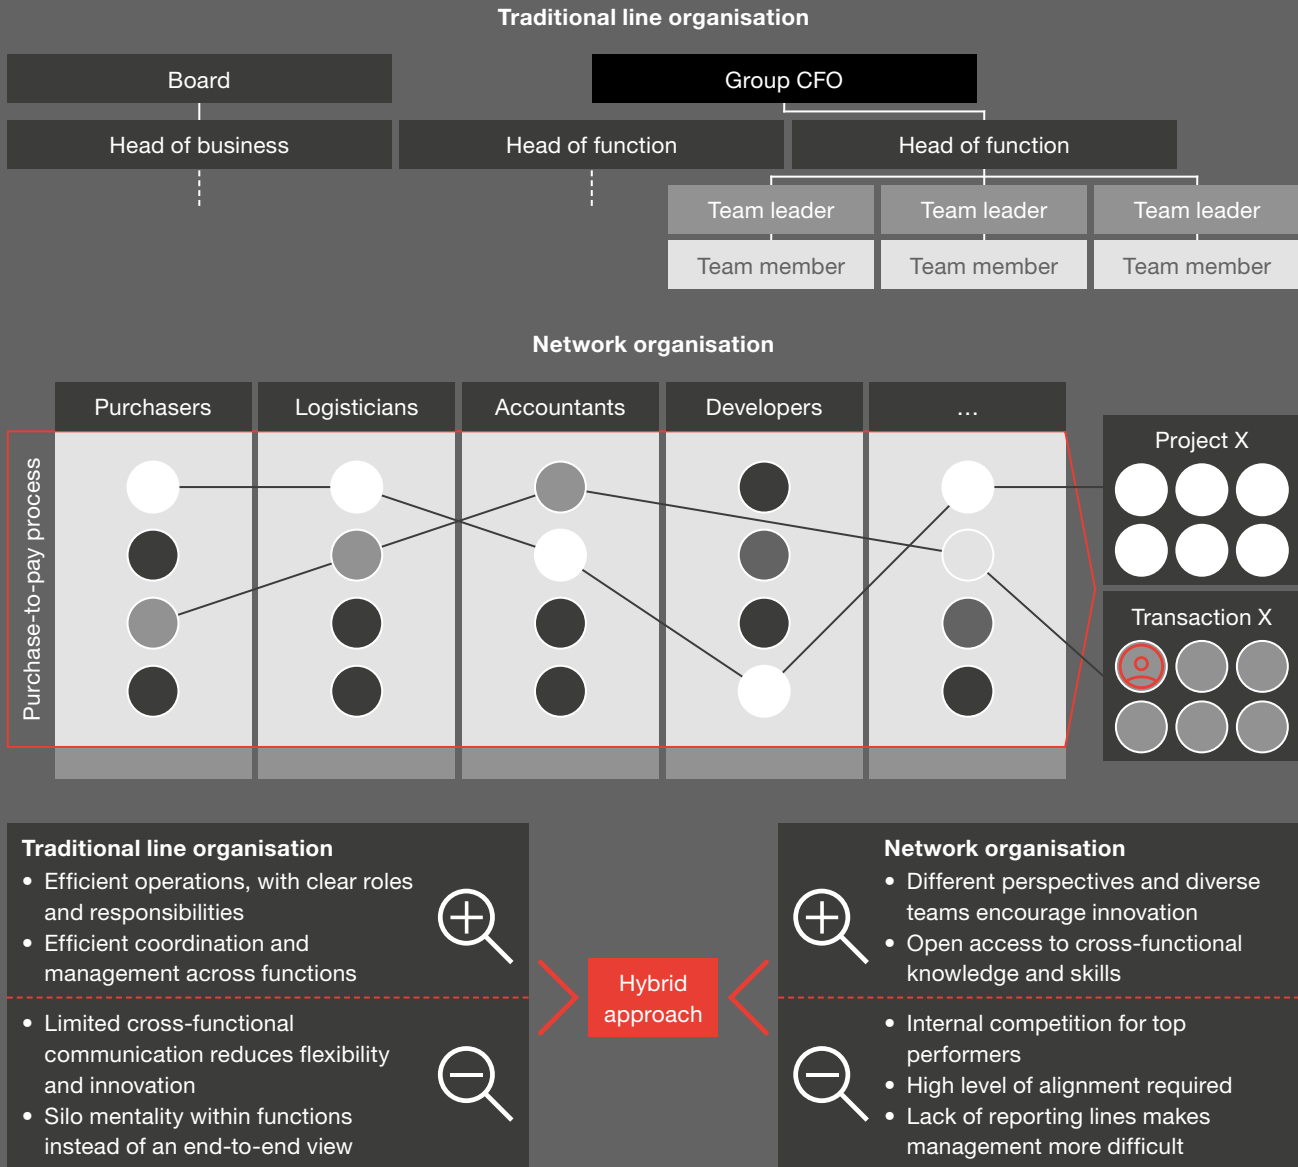 Traditional line organisation
Board
Group CFO
Head of business
Head of function
Head of function
Team leader
Team leader
Team leader
Team member
Team member
Team member
Network organisation
Purchasers
Logisticians
Accountants
Developers
...
Purchase-to-pay process
Project X
Transaction X
Traditional line organisation
• Efficient operations, with clear roles
and responsibilities
• Efficient coordination and
management across functions
• Limited cross-functional
communication reduces flexibility
and innovation
• Silo mentality within functions
instead of an end-to-end view
Hybrid
approach
Network organisation
• Different perspectives and diverse
teams encourage innovation
• Open access to cross-functional
knowledge and skills
• Internal competition for top
performers
• High level of alignment required
• Lack of reporting lines makes
management more difficult